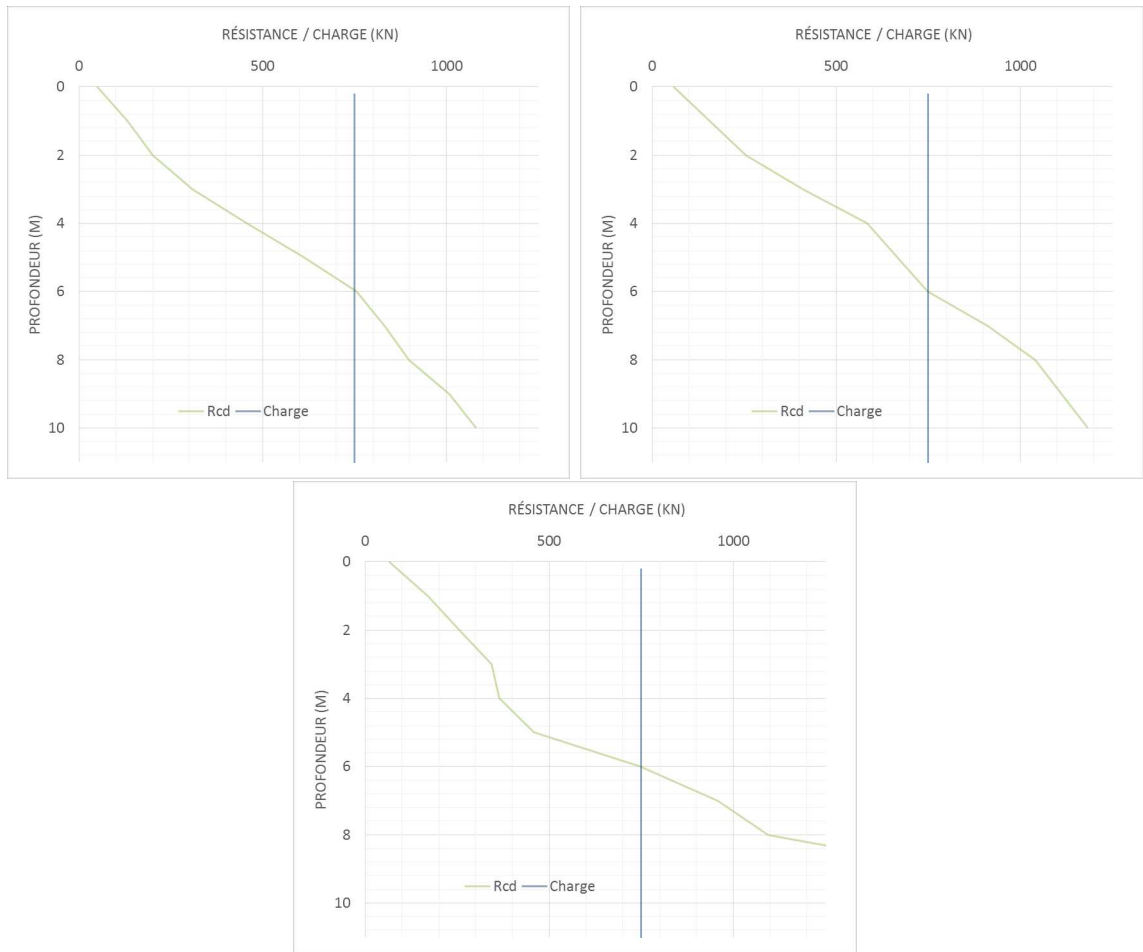 RÉSISTANCE / CHARGE (KN)
0 500 1000
0
2
4
6
8
10
PROFONDEUR (M)
Rcd Charge
RÉSISTANCE / CHARGE (KN)
0 500 1000
0
2
4
6
8
10
PROFONDEUR (M)
Rcd Charge
RÉSISTANCE / CHARGE (KN)
0 500 1000
0
2
4
6
8
10
PROFONDEUR (M)
Rcd Charge